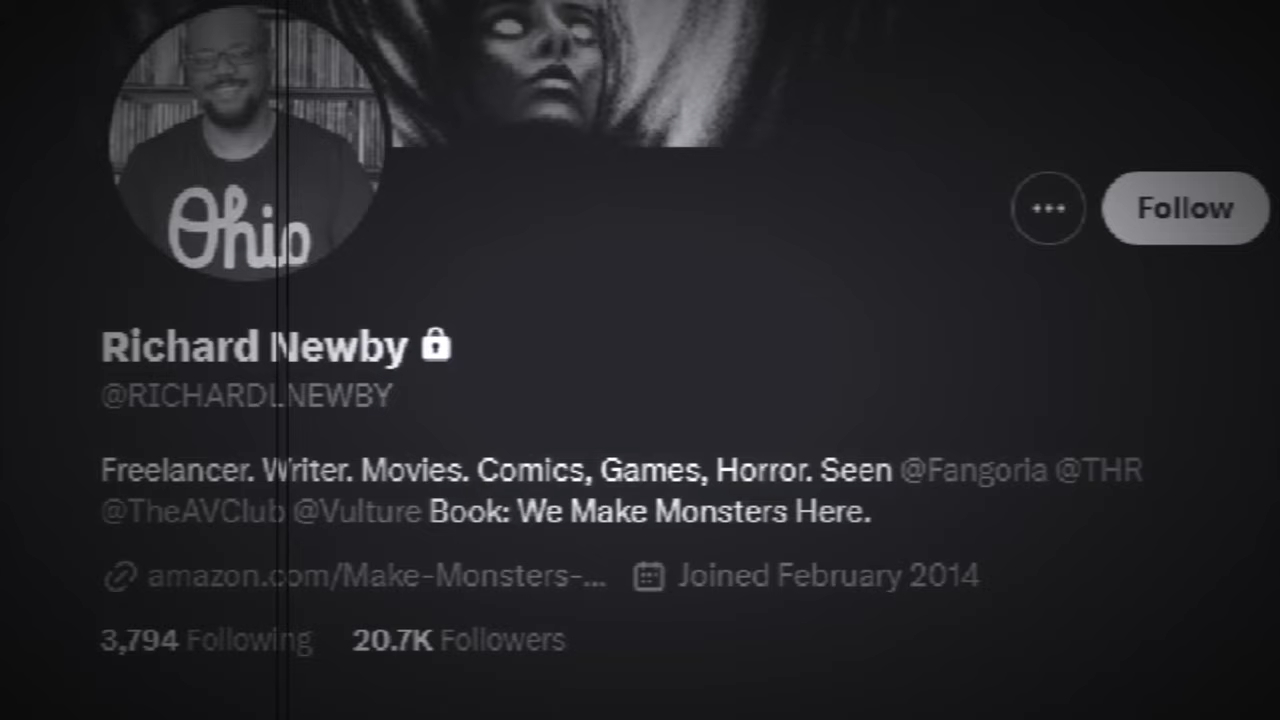 Ohio
Follow
Richard Newby
@RICHARDLNEWBY
Freelancer. Writer. Movies. Comics, Games, Horror. Seen @Fangoria @THR
@TheAVClub @Vulture Book: We Make Monsters Here.
amazon.com/Make-Monsters-... Joined February 2014
3,794 Following 20.7K Followers